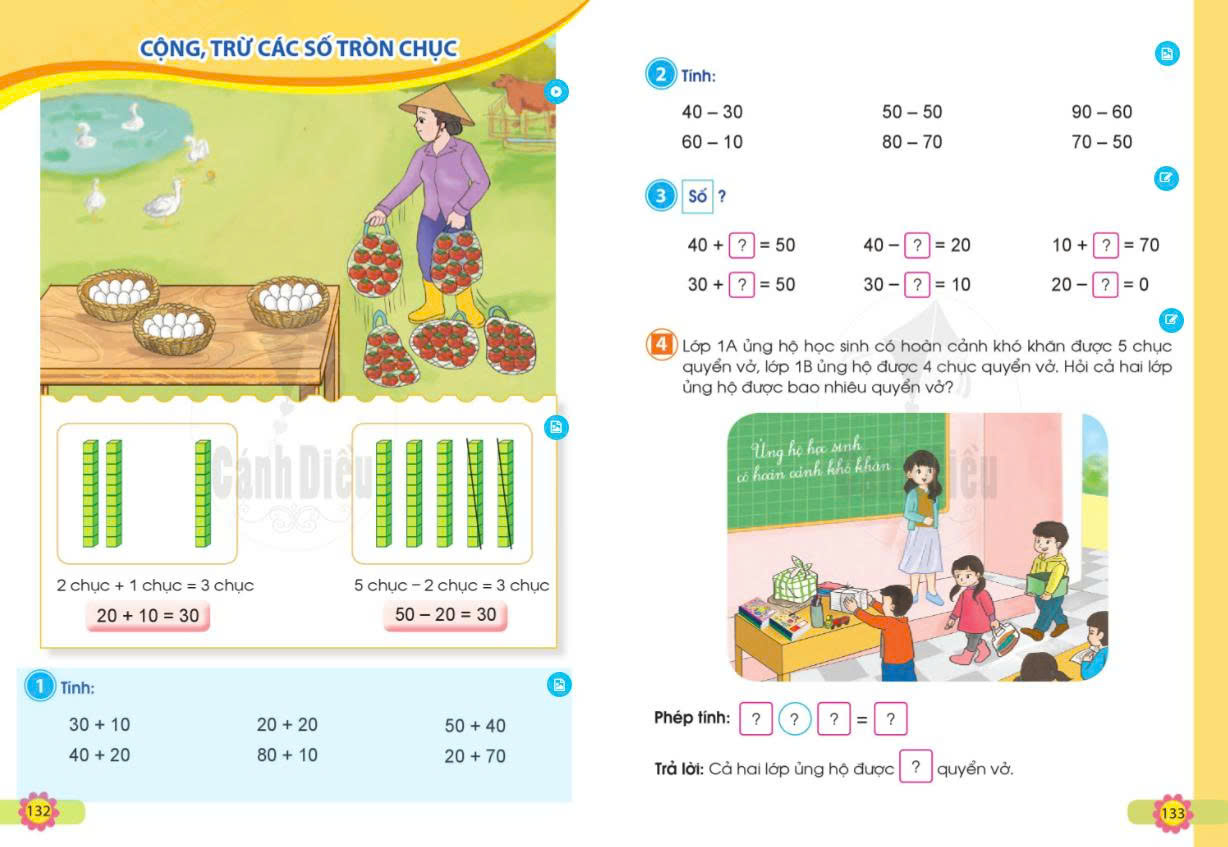 CỘNG, TRỪ CÁC SỐ TRÒN CHỤC
Cánh Diều
2 chục + 1 chục = 3 chục
20 + 10 = 30
5 chục – 2 chục = 3 chục
50 – 20 = 30
1 Tính:
30 + 10 20 + 20 50 + 40
40 + 20 80 + 10 20 + 70
132
2 Tính:
40 – 30 50 – 50 90 – 60
60 – 10 80 – 70 70 – 50
3 Số ?
40 + ? = 50 40 – ? = 20 10 + ? = 70
30 + ? = 50 30 – ? = 10 20 – ? = 0
4 Lớp 1A ủng hộ học sinh có hoàn cảnh khó khăn được 5 chục
quyển vở, lớp 1B ủng hộ được 4 chục quyển vở. Hỏi cả hai lớp
ủng hộ được bao nhiêu quyển vở?
Ủng hộ học sinh
có hoàn cảnh khó khăn
Cánh Diều
Phép tính: ? ? ? = ?
Trả lời: Cả hai lớp ủng hộ được ? quyển vở.
133